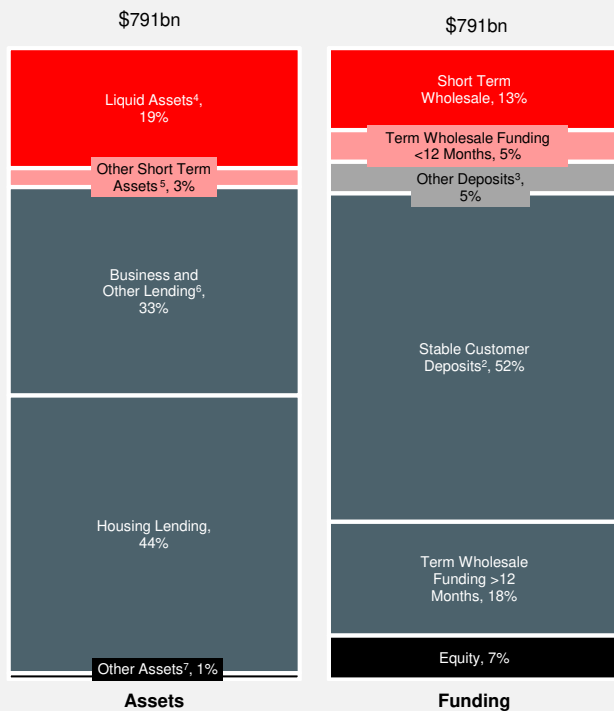 $791bn
Liquid Assets⁴,
19%
Other Short Term
Assets⁵, 3%
Business and
Other Lending⁶,
33%
Housing Lending,
44%
Other Assets⁷, 1%
Assets
$791bn
Short Term
Wholesale, 13%
Term Wholesale Funding
<12 Months, 5%
Other Deposits³,
5%
Stable Customer
Deposits², 52%
Term Wholesale
Funding >12
Months, 18%
Equity, 7%
Funding